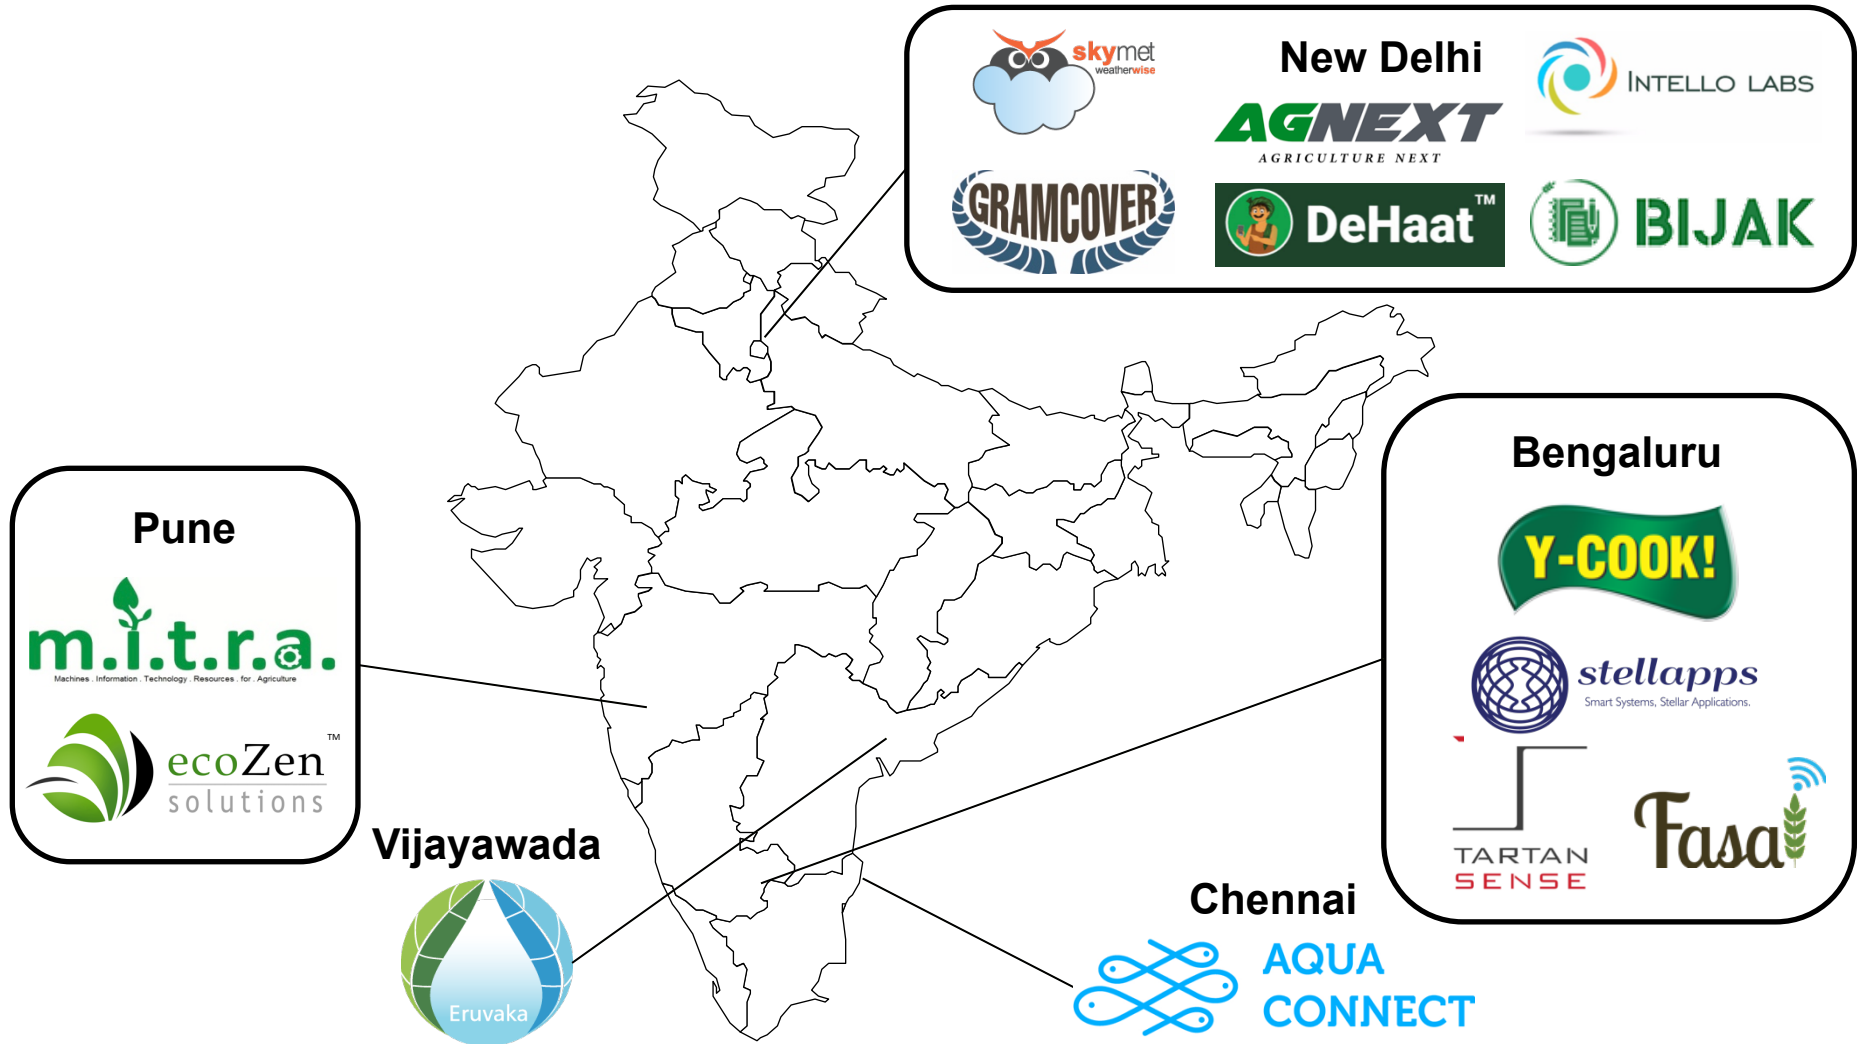 New Delhi
skymet
weatherwise
AGNEXT
AGRICULTURE NEXT
INTELLO LABS
GRAMCOVER
DeHaat™
BIJAK
Bengaluru
Y-COOK!
stellapps
Smart Systems, Stellar Applications.
TARTAN
SENSE
Fasal
Pune
m.i.t.r.a.
Machines . Information . Technology . Resources . for . Agriculture
ecoZen™
solutions
Vijayawada
Eruvaka
Chennai
AQUA
CONNECT